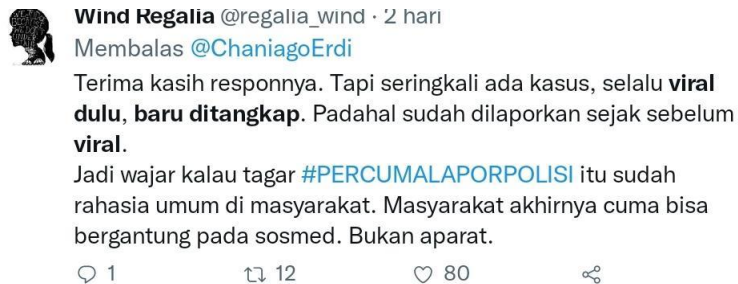 Wind Regalia @regalia_wind · 2 hari
Membalas @ChaniagoErdi
Terima kasih responnya. Tapi seringkali ada kasus, selalu viral
dulu, baru ditangkap. Padahal sudah dilaporkan sejak sebelum
viral.
Jadi wajar kalau tagar #PERCUMALAPORPOLISI itu sudah
rahasia umum di masyarakat. Masyarakat akhirnya cuma bisa
bergantung pada sosmed. Bukan aparat.
1 12 80